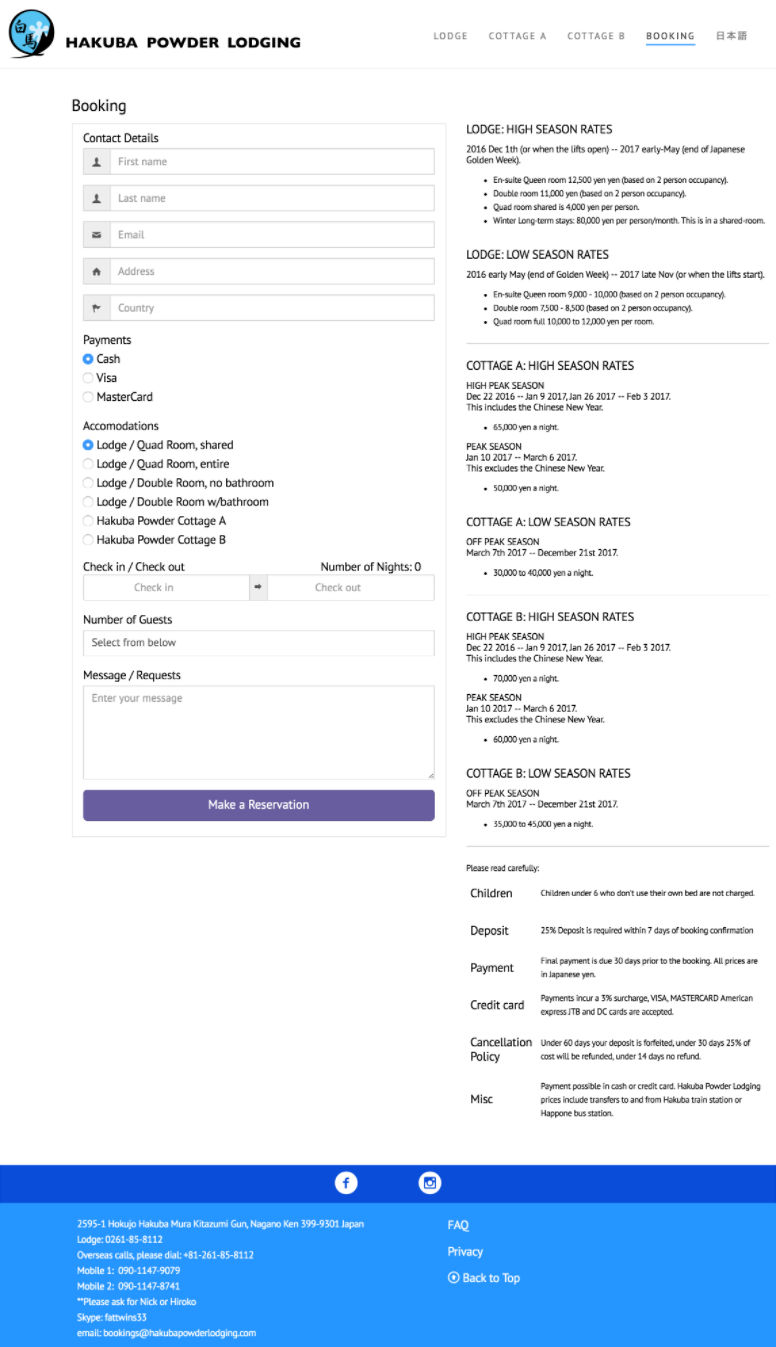 白馬
HAKUBA POWDER LODGING
LODGE
COTTAGE A
COTTAGE B
BOOKING
日本語
Booking
Contact Details
First name
Last name
Email
Address
Country
Payments
Cash
Visa
MasterCard
Accomodations
Lodge / Quad Room, shared
Lodge / Quad Room, entire
Lodge / Double Room, no bathroom
Lodge / Double Room w/bathroom
Hakuba Powder Cottage A
Hakuba Powder Cottage B
Check in / Check out
Number of Nights: 0
Check in
Check out
Number of Guests
Select from below
Message / Requests
Enter your message
Make a Reservation
LODGE: HIGH SEASON RATES
2016 Dec 1th (or when the lifts open) -- 2017 early-May (end of Japanese
Golden Week).
• En-suite Queen room 12,500 yen yen (based on 2 person occupancy).
• Double room 11,000 yen (based on 2 person occupancy).
• Quad room shared is 4,000 yen per person.
• Winter Long-term stays: 80,000 yen per person/month. This is in a shared-room.
LODGE: LOW SEASON RATES
2016 early May (end of Golden Week) -- 2017 late Nov (or when the lifts start).
• En-suite Queen room 9,000 - 10,000 (based on 2 person occupancy).
• Double room 7,500 - 8,500 (based on 2 person occupancy).
• Quad room full 10,000 to 12,000 yen per room.
COTTAGE A: HIGH SEASON RATES
HIGH PEAK SEASON
Dec 22 2016 -- Jan 9 2017, Jan 26 2017 -- Feb 3 2017.
This includes the Chinese New Year.
• 65,000 yen a night.
PEAK SEASON
Jan 10 2017 -- March 6 2017.
This excludes the Chinese New Year.
• 50,000 yen a night.
COTTAGE A: LOW SEASON RATES
OFF PEAK SEASON
March 7th 2017 -- December 21st 2017.
• 30,000 to 40,000 yen a night.
COTTAGE B: HIGH SEASON RATES
HIGH PEAK SEASON
Dec 22 2016 -- Jan 9 2017, Jan 26 2017 -- Feb 3 2017.
This includes the Chinese New Year.
• 70,000 yen a night.
PEAK SEASON
Jan 10 2017 -- March 6 2017.
This excludes the Chinese New Year.
• 60,000 yen a night.
COTTAGE B: LOW SEASON RATES
OFF PEAK SEASON
March 7th 2017 -- December 21st 2017.
• 35,000 to 45,000 yen a night.
Please read carefully:
Children
Children under 6 who don't use their own bed are not charged.
Deposit
25% Deposit is required within 7 days of booking confirmation
Payment
Final payment is due 30 days prior to the booking. All prices are
in Japanese yen.
Credit card
Payments incur a 3% surcharge, VISA, MASTERCARD American
express JTB and DC cards are accepted.
Cancellation
Policy
Under 60 days your deposit is forfeited, under 30 days 25% of
cost will be refunded, under 14 days no refund.
Misc
Payment possible in cash or credit card. Hakuba Powder Lodging
prices include transfers to and from Hakuba train station or
Happone bus station.
2595-1 Hokujo Hakuba Mura Kitazumi Gun, Nagano Ken 399-9301 Japan
Lodge: 0261-85-8112
Overseas calls, please dial: +81-261-85-8112
Mobile 1: 090-1147-9079
Mobile 2: 090-1147-8741
**Please ask for Nick or Hiroko
Skype: fattwins33
email: bookings@hakubapowderlodging.com
FAQ
Privacy
Back to Top